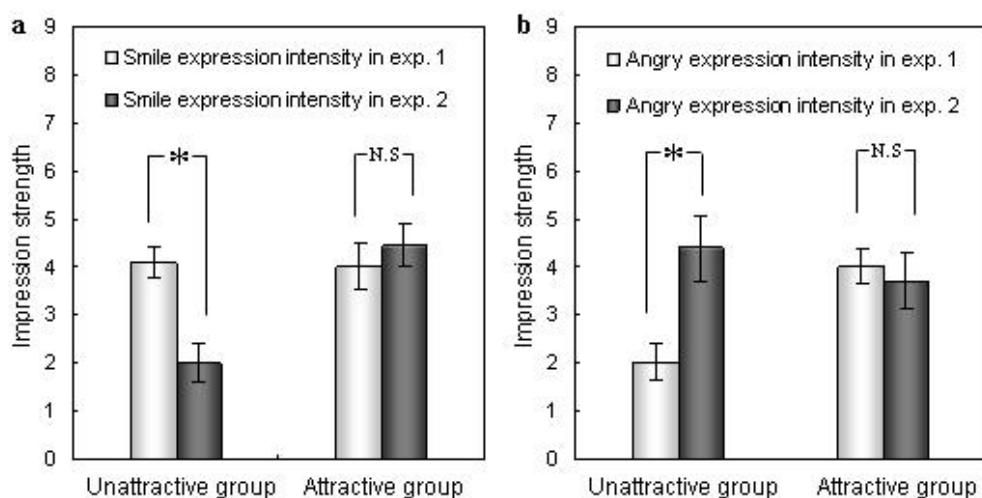 a
Impression strength
9
8
7
6
5
4
3
2
1
0
Smile expression intensity in exp. 1
Smile expression intensity in exp. 2
*
N.S
Unattractive group
Attractive group
b
Impression strength
9
8
7
6
5
4
3
2
1
0
Angry expression intensity in exp. 1
Angry expression intensity in exp. 2
*
N.S
Unattractive group
Attractive group